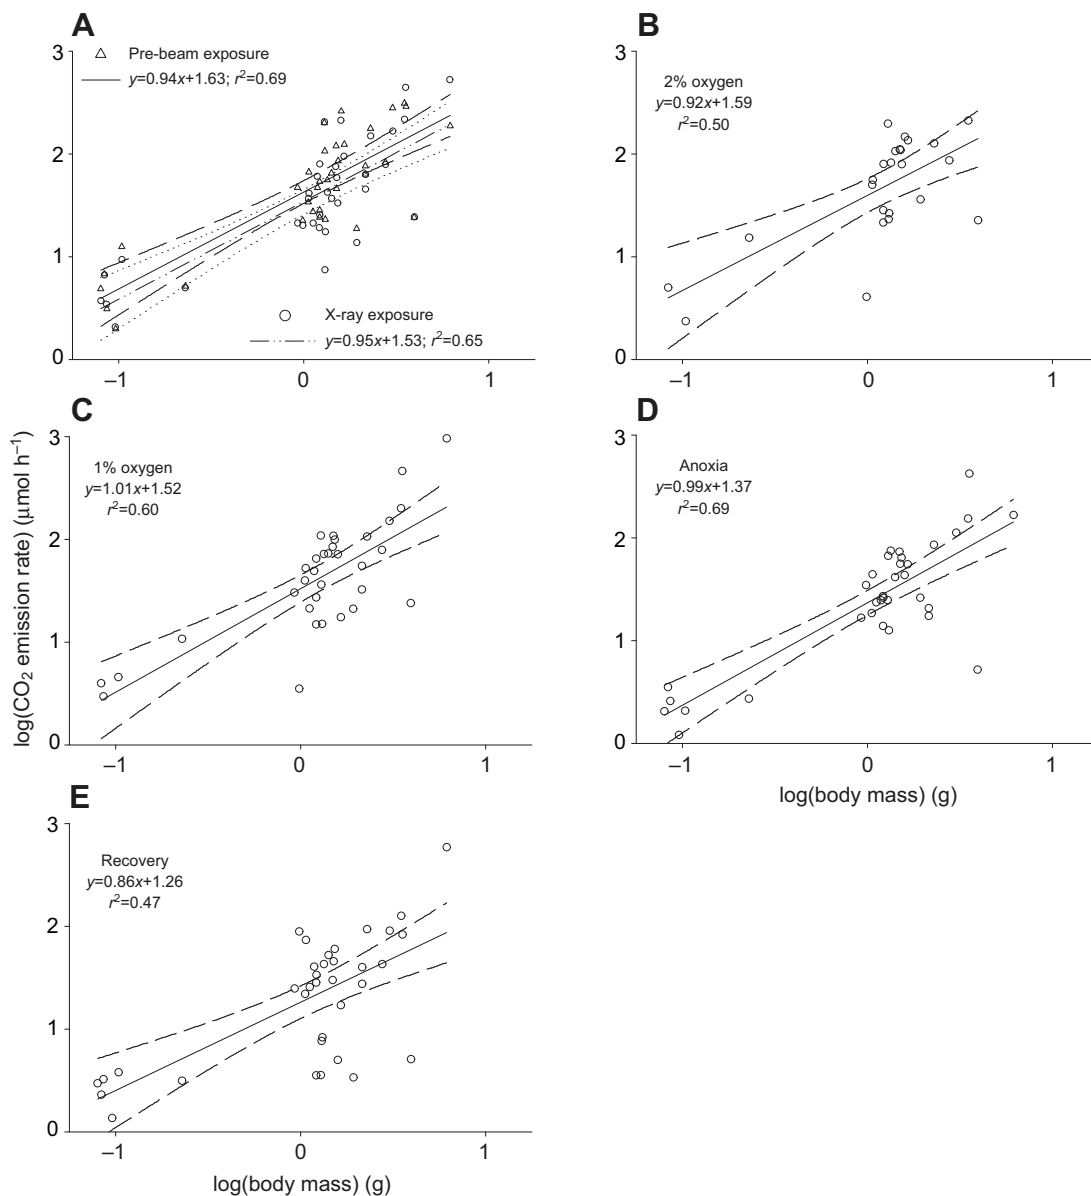 A
3
2
1
0
–1
0
1
Pre-beam exposure
y=0.94x+1.63; r²=0.69
X-ray exposure
y=0.95x+1.53; r²=0.65
B
3
2
1
0
–1
0
1
2% oxygen
y=0.92x+1.59
r²=0.50
C
3
2
1
0
–1
0
1
1% oxygen
y=1.01x+1.52
r²=0.60
log(CO₂ emission rate) (μmol h⁻¹)
D
3
2
1
0
–1
0
1
Anoxia
y=0.99x+1.37
r²=0.69
log(body mass) (g)
E
3
2
1
0
–1
0
1
Recovery
y=0.86x+1.26
r²=0.47
log(body mass) (g)